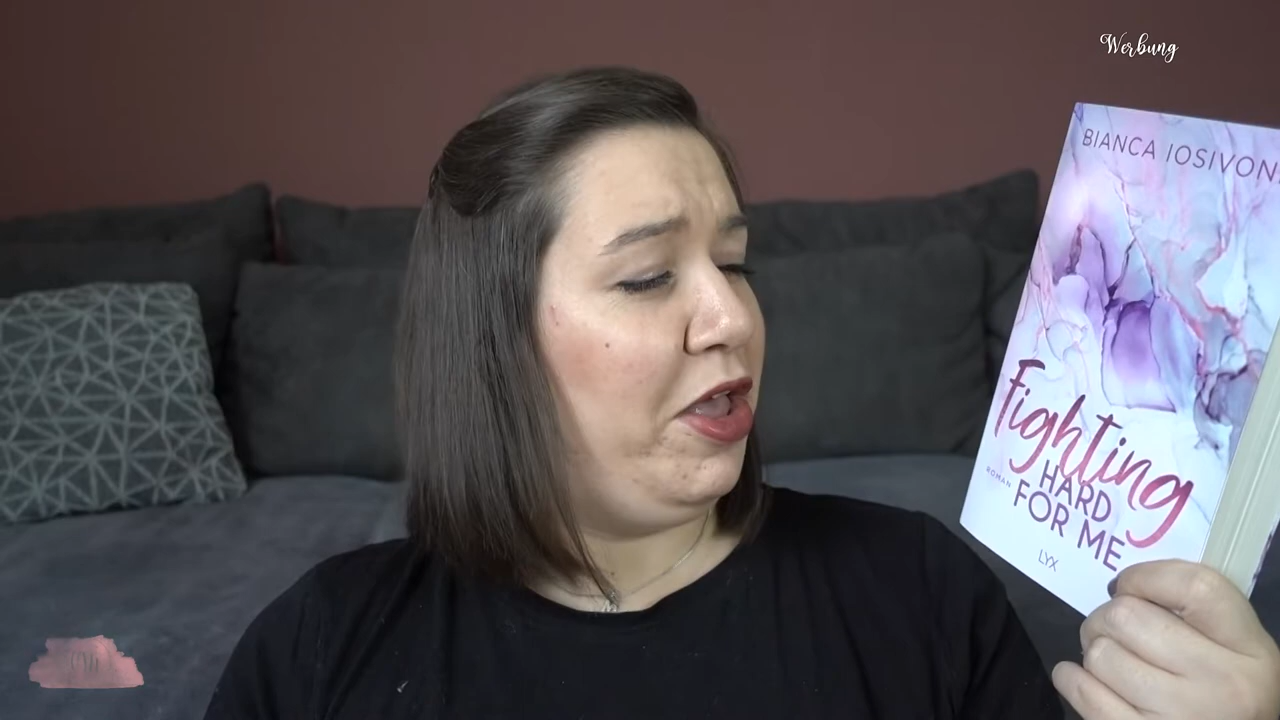 Werbung
BIANCA IOSIVON
Fighting
HARD
FOR ME
ROMAN
LYX